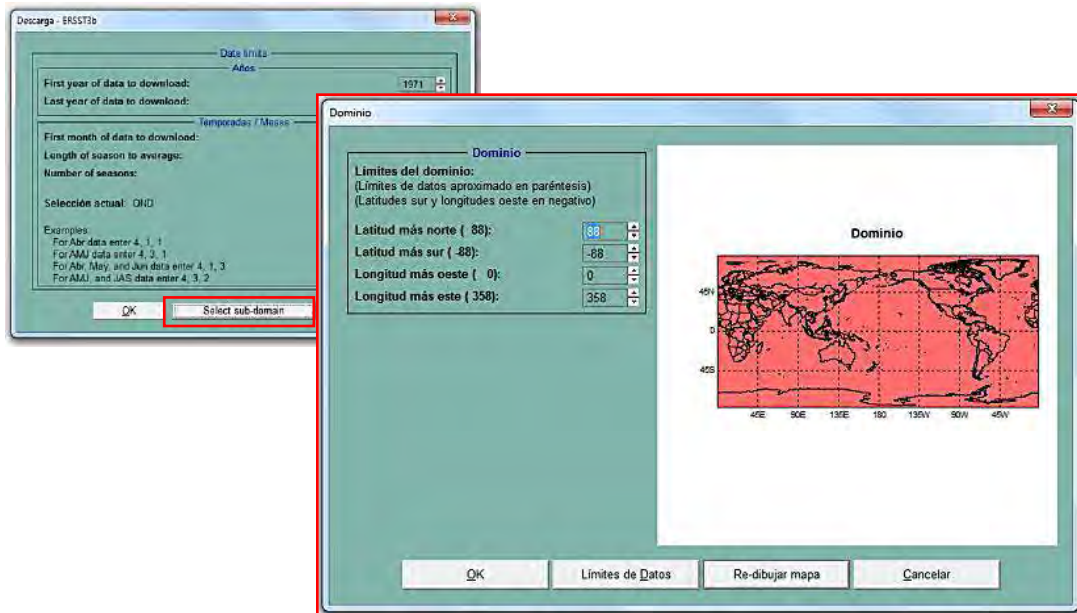 Descarga - ERSST3b
Date limits
Años
First year of data to download:
1971
Last year of data to download:
Temporadas / Meses
First month of data to download:
Length of season to average:
Number of seasons:
Selección actual: OND
Examples:
For Abr data enter 4, 1, 1
For AMJ data enter 4, 3, 1
For Abr, May, and Jun data enter 4, 1, 3
For AMJ, and JAS data enter 4, 3, 2
OK
Select sub-domain
Dominio
Dominio
Límites del dominio:
(Límites de datos aproximado en paréntesis)
(Latitudes sur y longitudes oeste en negativo)
Latitud más norte ( 88):
88
Latitud más sur ( -88):
-88
Longitud más oeste ( 0):
0
Longitud más este ( 358):
358
Dominio
45N
0
45S
45E 90E 135E 180 135W 90W 45W
OK
Límites de Datos
Re-dibujar mapa
Cancelar